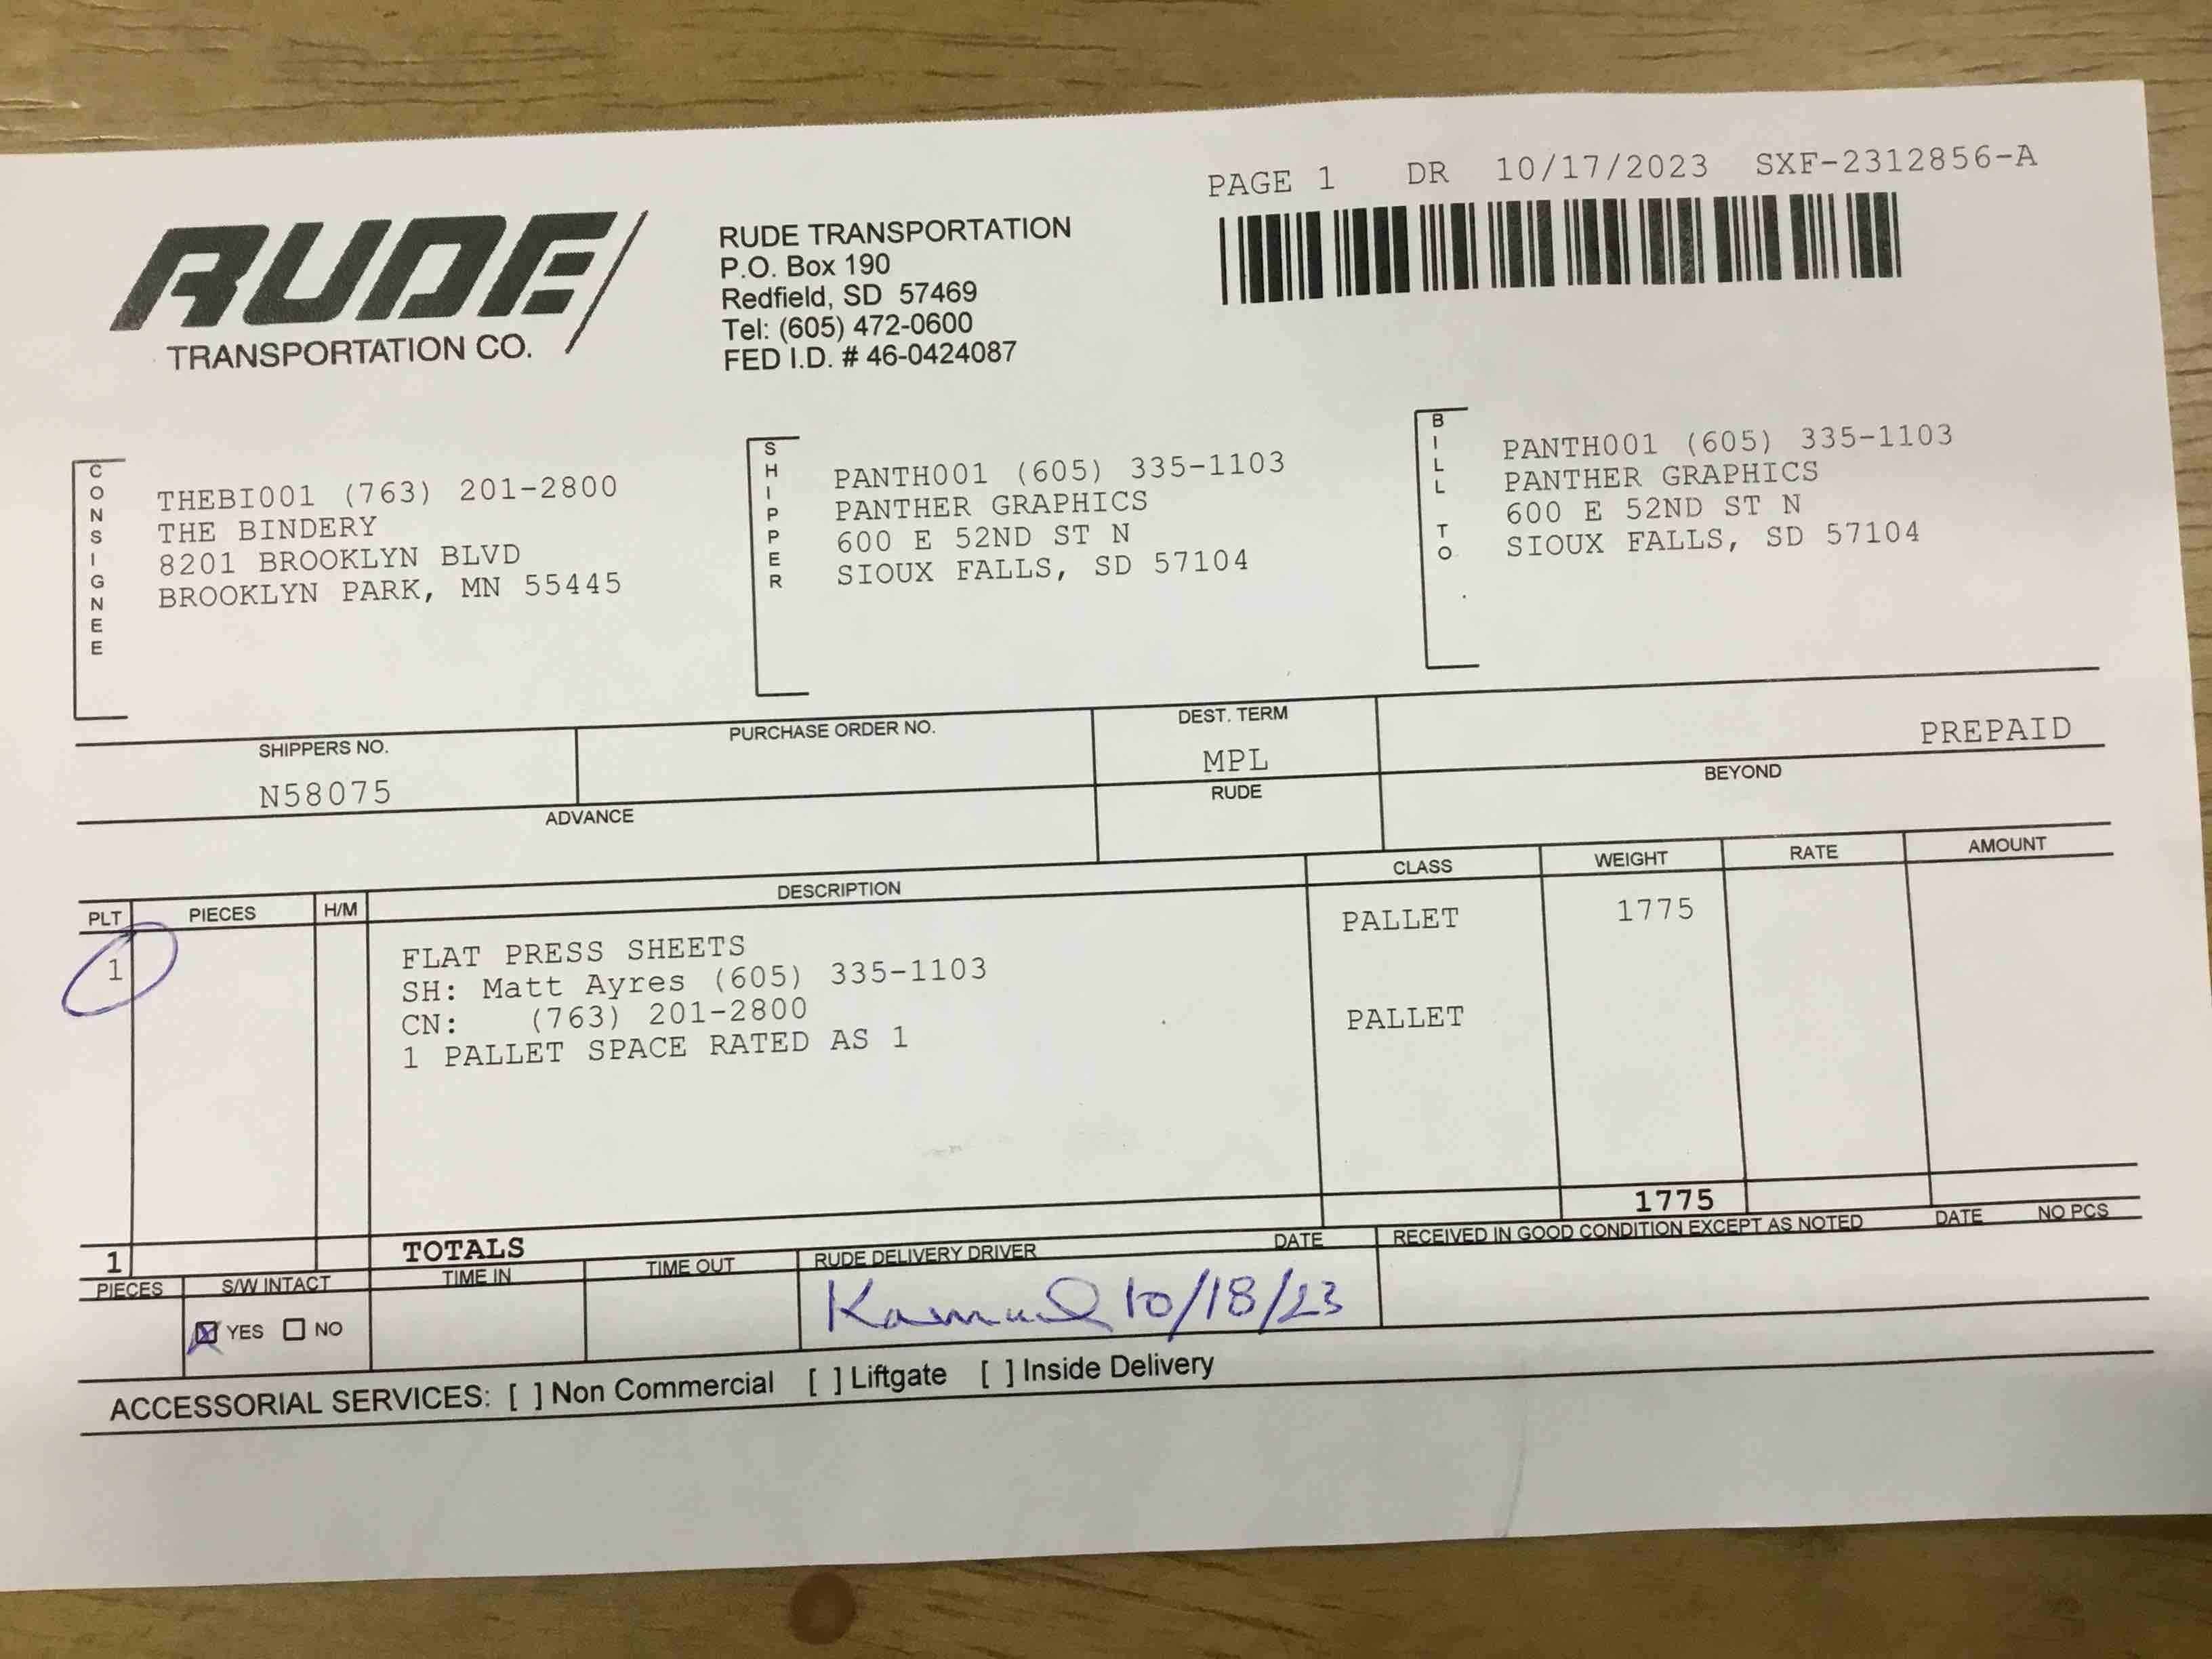 PAGE 1 DR 10/17/2023 SXF-2312856-A
RUDE
TRANSPORTATION CO.
RUDE TRANSPORTATION
P.O. Box 190
Redfield, SD 57469
Tel: (605) 472-0600
FED I.D. # 46-0424087
CONSIGNEE
THEBI001 (763) 201-2800
THE BINDERY
8201 BROOKLYN BLVD
BROOKLYN PARK, MN 55445
SHIPPER
PANTH001 (605) 335-1103
PANTHER GRAPHICS
600 E 52ND ST N
SIOUX FALLS, SD 57104
BILL TO
PANTH001 (605) 335-1103
PANTHER GRAPHICS
600 E 52ND ST N
SIOUX FALLS, SD 57104
SHIPPERS NO. PURCHASE ORDER NO. DEST. TERM
N58075 MPL PREPAID
ADVANCE RUDE BEYOND
PLT PIECES H/M DESCRIPTION CLASS WEIGHT RATE AMOUNT
1 FLAT PRESS SHEETS PALLET 1775
SH: Matt Ayres (605) 335-1103
CN: (763) 201-2800 PALLET
1 PALLET SPACE RATED AS 1
1 TOTALS 1775
PIECES S/W INTACT TIME IN TIME OUT RUDE DELIVERY DRIVER DATE RECEIVED IN GOOD CONDITION EXCEPT AS NOTED DATE NO PCS
YES NO 10/18/23
ACCESSORIAL SERVICES: [ ] Non Commercial [ ] Liftgate [ ] Inside Delivery